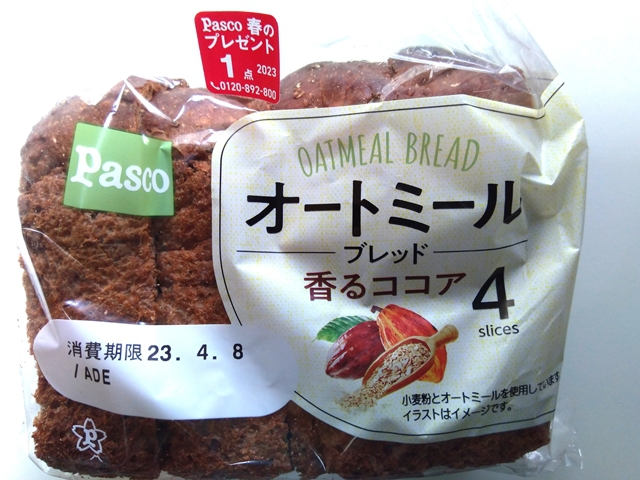 Pasco 春の
プレゼント
1点 2023
0120-892-800
Pasco
OATMEAL BREAD
オートミール
ブレッド
香るココア
4
slices
消費期限 23. 4. 8
/ADE
小麦粉とオートミールを使用しています
イラストはイメージです。
P